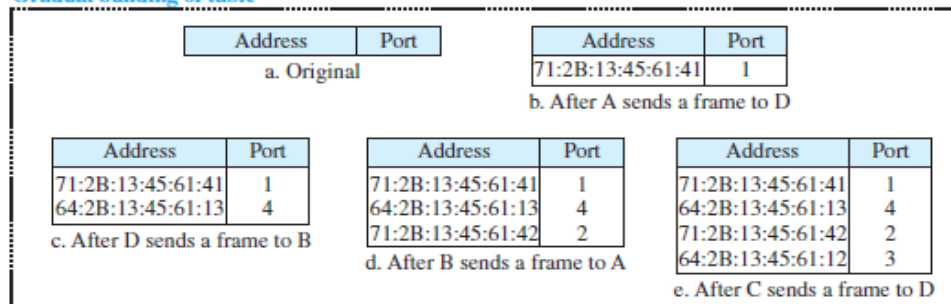 Address Port
a. Original
Address Port
71:2B:13:45:61:41 1
b. After A sends a frame to D
Address Port
71:2B:13:45:61:41 1
64:2B:13:45:61:13 4
c. After D sends a frame to B
Address Port
71:2B:13:45:61:41 1
64:2B:13:45:61:13 4
71:2B:13:45:61:42 2
d. After B sends a frame to A
Address Port
71:2B:13:45:61:41 1
64:2B:13:45:61:13 4
71:2B:13:45:61:42 2
64:2B:13:45:61:12 3
e. After C sends a frame to D